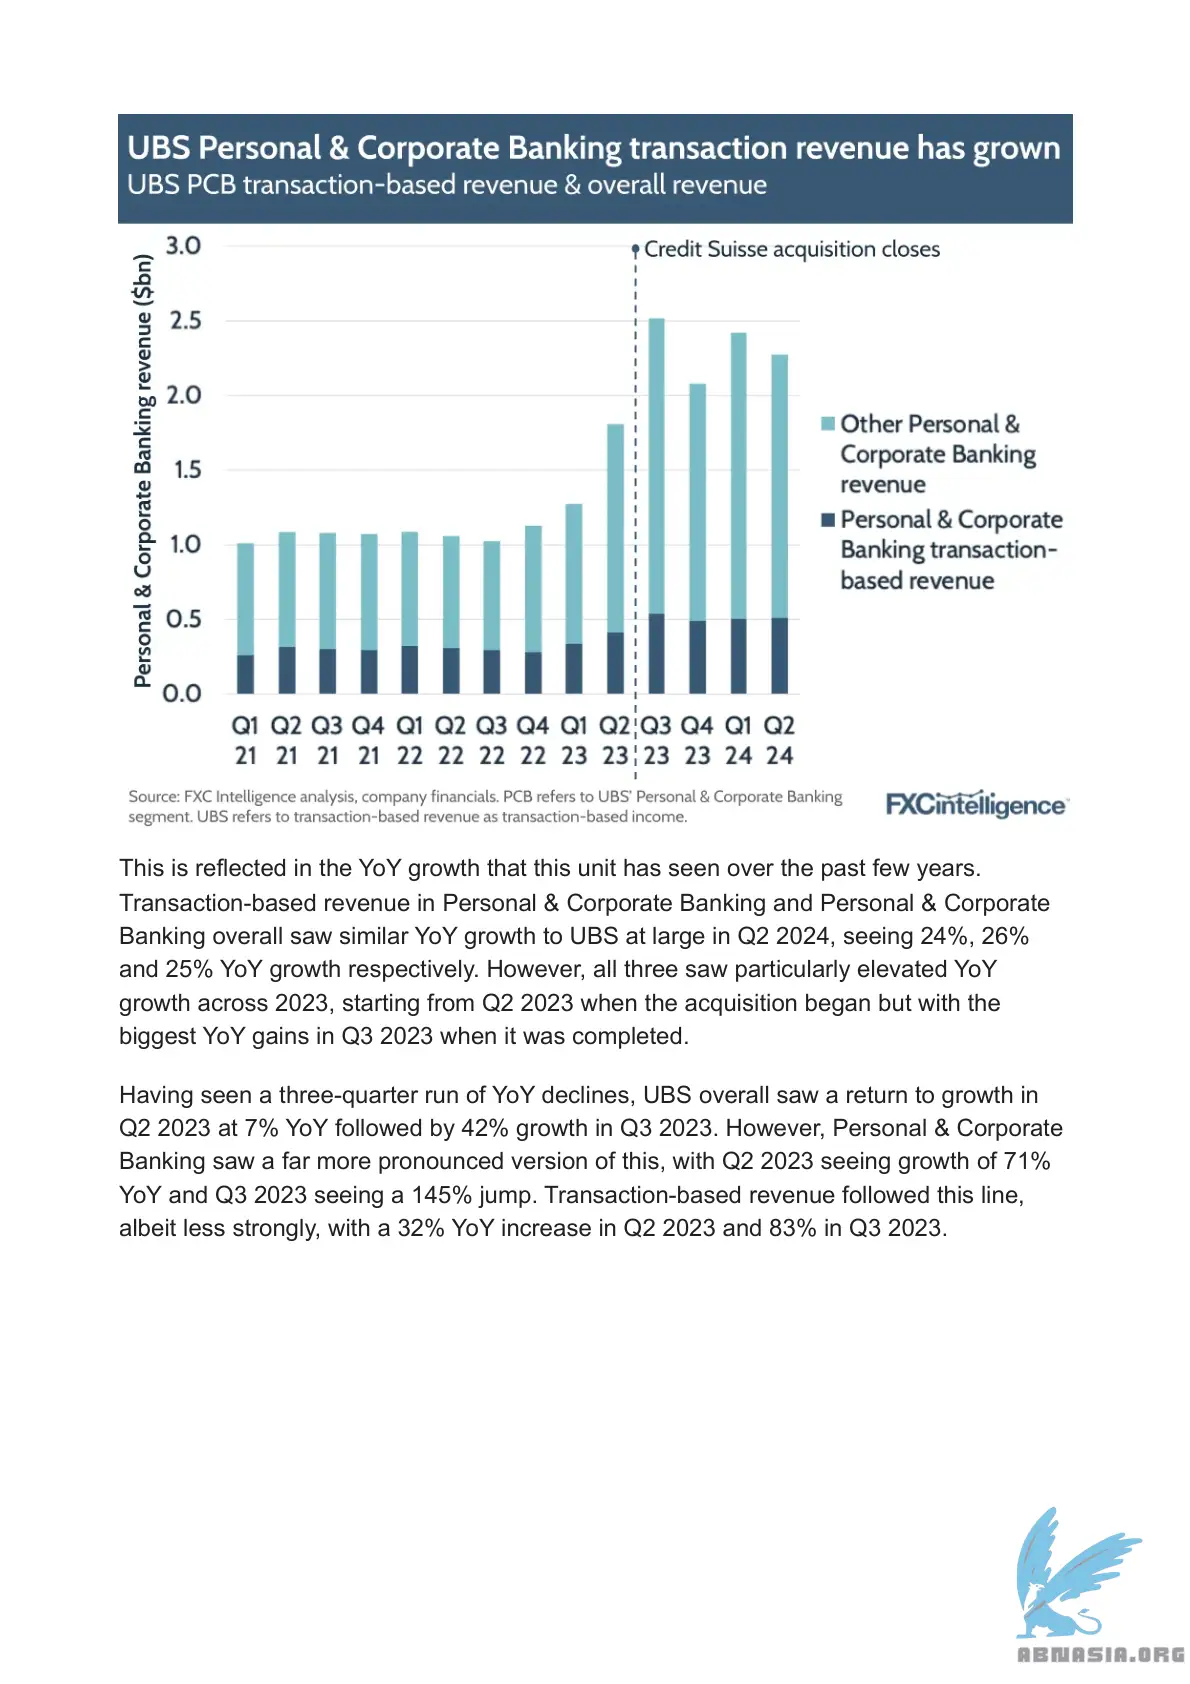 UBS Personal & Corporate Banking transaction revenue has grown
UBS PCB transaction-based revenue & overall revenue
Personal & Corporate Banking revenue ($bn)
3.0
2.5
2.0
1.5
1.0
0.5
0.0
Credit Suisse acquisition closes
Other Personal &
Corporate Banking
revenue
Personal & Corporate
Banking transaction-
based revenue
Q1 Q2 Q3 Q4 Q1 Q2 Q3 Q4 Q1 Q2 Q3 Q4 Q1 Q2
21 21 21 21 22 22 22 22 23 23 23 23 24 24
Source: FXC Intelligence analysis, company financials. PCB refers to UBS' Personal & Corporate Banking
segment. UBS refers to transaction-based revenue as transaction-based income.
FXCintelligence™
This is reflected in the YoY growth that this unit has seen over the past few years.
Transaction-based revenue in Personal & Corporate Banking and Personal & Corporate
Banking overall saw similar YoY growth to UBS at large in Q2 2024, seeing 24%, 26%
and 25% YoY growth respectively. However, all three saw particularly elevated YoY
growth across 2023, starting from Q2 2023 when the acquisition began but with the
biggest YoY gains in Q3 2023 when it was completed.
Having seen a three-quarter run of YoY declines, UBS overall saw a return to growth in
Q2 2023 at 7% YoY followed by 42% growth in Q3 2023. However, Personal & Corporate
Banking saw a far more pronounced version of this, with Q2 2023 seeing growth of 71%
YoY and Q3 2023 seeing a 145% jump. Transaction-based revenue followed this line,
albeit less strongly, with a 32% YoY increase in Q2 2023 and 83% in Q3 2023.
ABNASIA.ORG